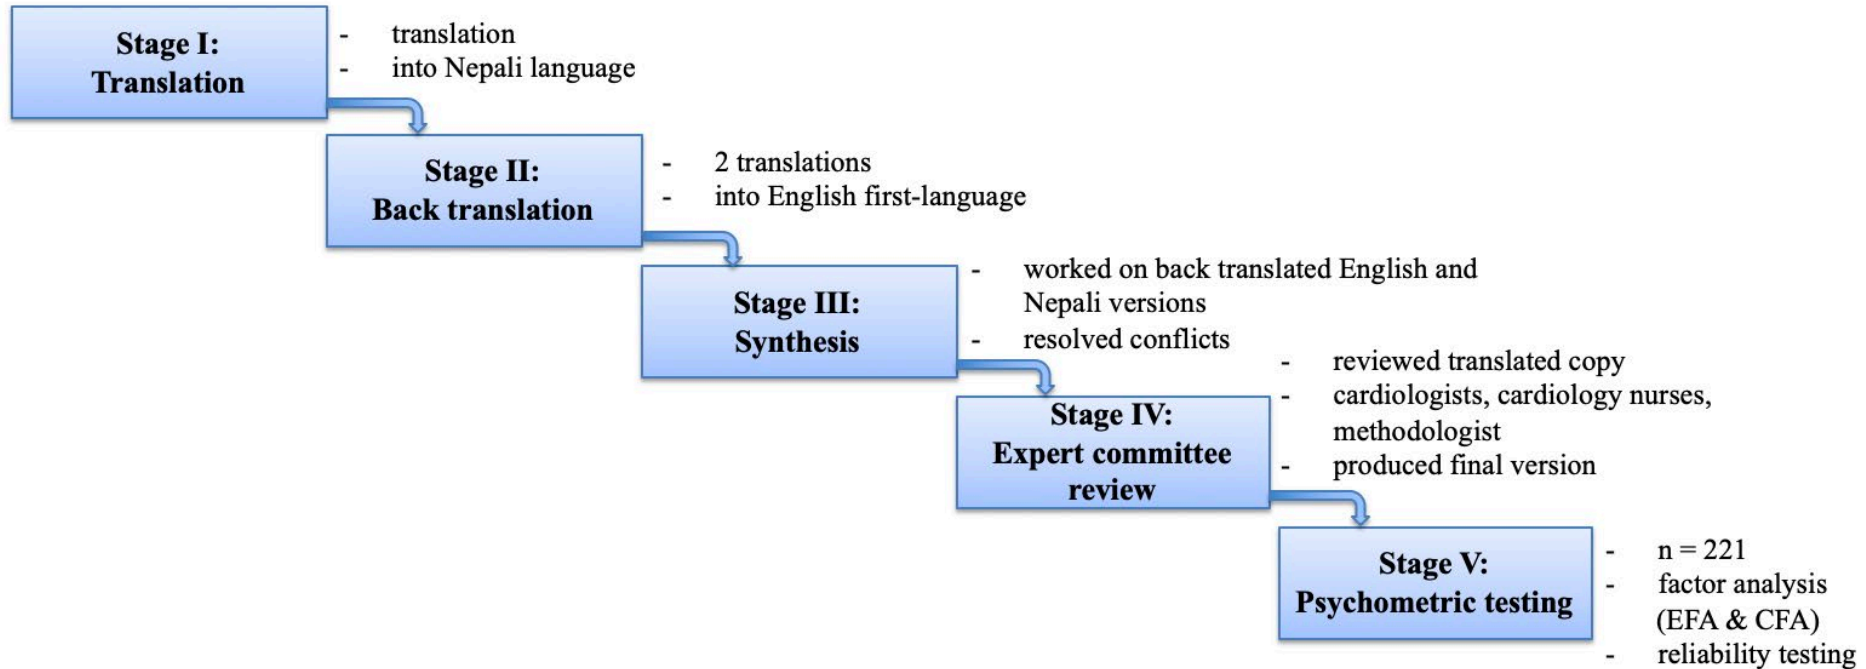 Stage I:
Translation
- translation
- into Nepali language
Stage II:
Back translation
- 2 translations
- into English first-language
Stage III:
Synthesis
- worked on back translated English and
Nepali versions
- resolved conflicts
Stage IV:
Expert committee
review
- reviewed translated copy
- cardiologists, cardiology nurses,
methodologist
- produced final version
Stage V:
Psychometric testing
- n = 221
- factor analysis
(EFA & CFA)
- reliability testing